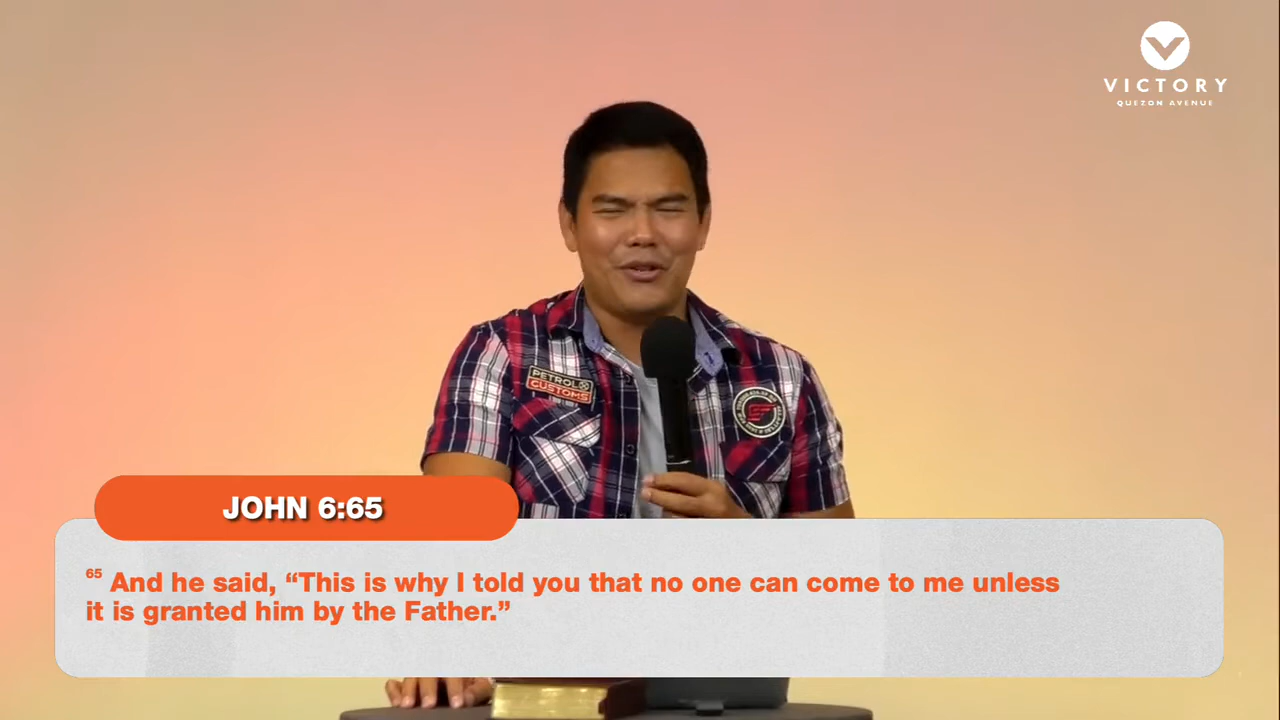 VICTORY
QUEZON AVENUE
PETROL
CUSTOMS
JOHN 6:65
65 And he said, “This is why I told you that no one can come to me unless
it is granted him by the Father.”